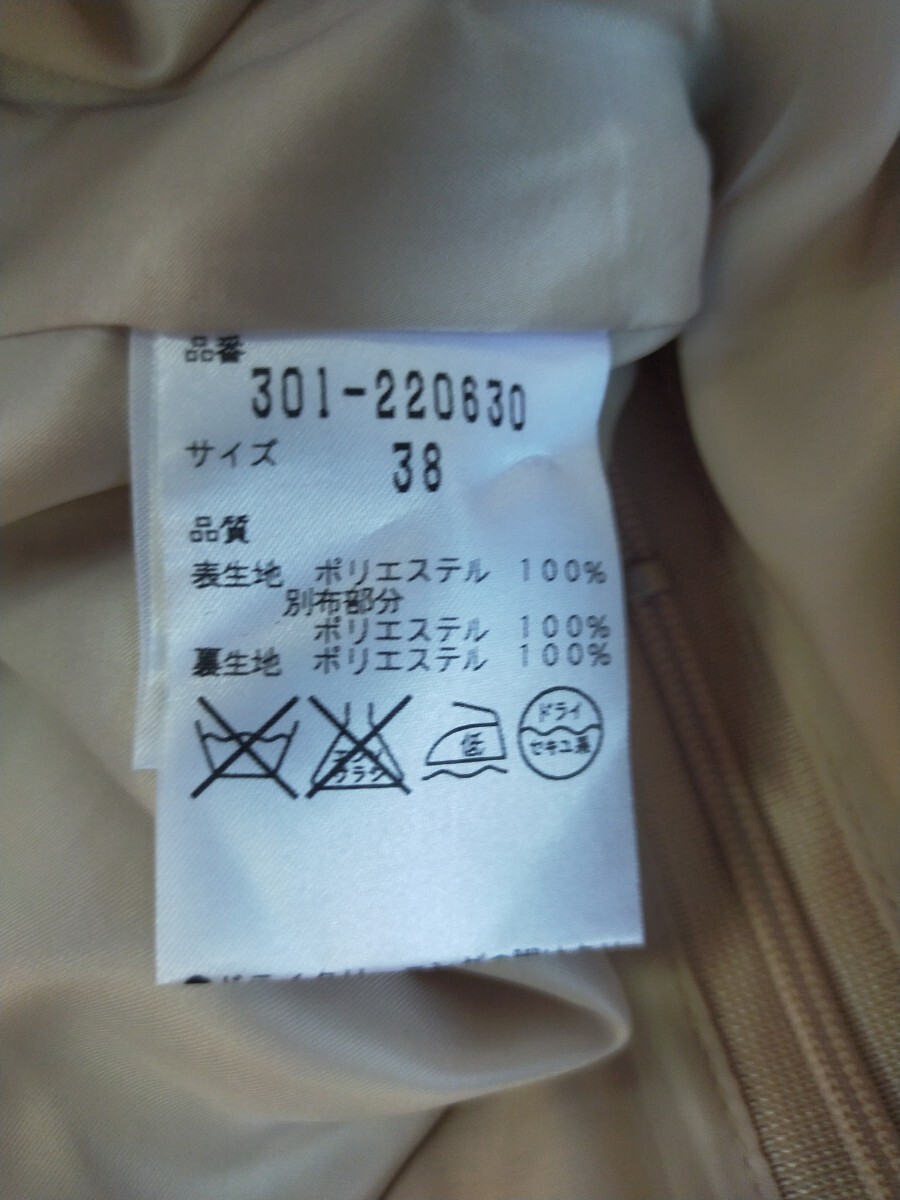 品番
301-220630
サイズ 38
品質
表生地 ポリエステル 100%
別布部分
ポリエステル 100%
裏生地 ポリエステル 100%
低
ドライ
セキユ系